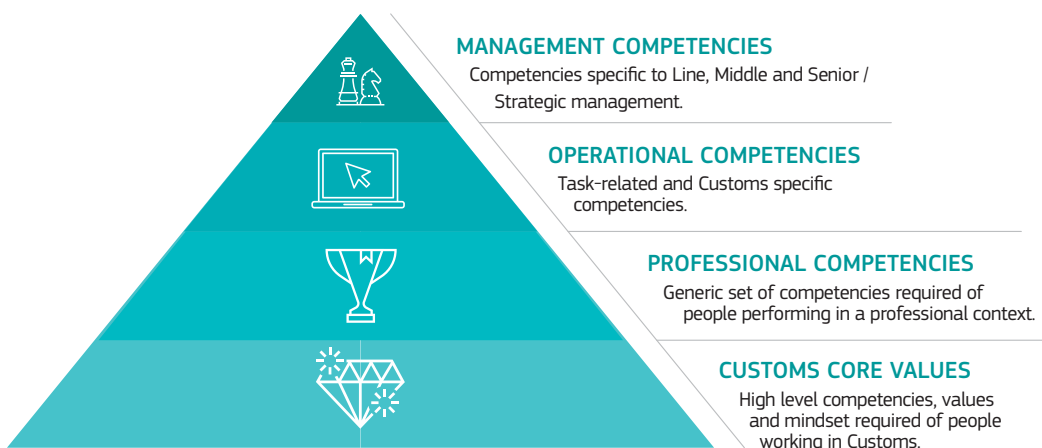 MANAGEMENT COMPETENCIES
Competencies specific to Line, Middle and Senior /
Strategic management.
OPERATIONAL COMPETENCIES
Task-related and Customs specific
competencies.
PROFESSIONAL COMPETENCIES
Generic set of competencies required of
people performing in a professional context.
CUSTOMS CORE VALUES
High level competencies, values
and mindset required of people
working in Customs.